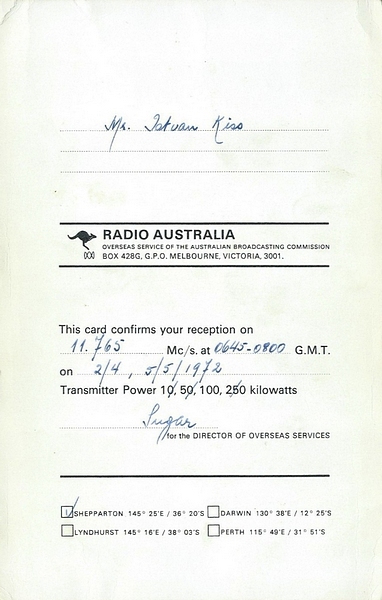 Mr. Istvan Kiss
RADIO AUSTRALIA
OVERSEAS SERVICE OF THE AUSTRALIAN BROADCASTING COMMISSION
BOX 428G, G.P.O. MELBOURNE, VICTORIA, 3001.
This card confirms your reception on
11.765 Mc/s. at 0645-0800 G.M.T.
on 2/4, 5/5/1972
Transmitter Power 10, 50, 100, 250 kilowatts
for the DIRECTOR OF OVERSEAS SERVICES
SHEPPARTON 145° 25'E / 36° 20'S DARWIN 130° 38'E / 12° 25'S
LYNDHURST 145° 16'E / 38° 03'S PERTH 115° 49'E / 31° 51'S